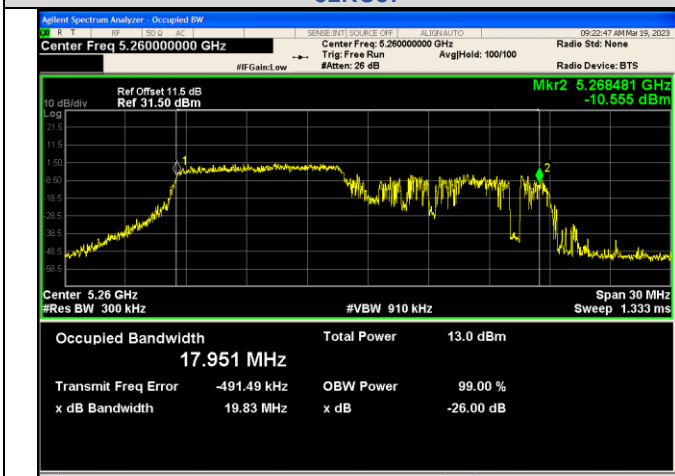 Agilent Spectrum Analyzer - Occupied BW
R T RF 50 Ω AC SENSE:INT SOURCE OFF ALIGN AUTO 09:22:47 AM Mar 19, 2023
Center Freq 5.260000000 GHz Center Freq: 5.260000000 GHz Radio Std: None
Trig: Free Run Avg|Hold: 100/100
#IFGain:Low #Atten: 26 dB Radio Device: BTS
Ref Offset 11.5 dB Mkr2 5.268481 GHz
10 dB/div Ref 31.50 dBm -10.555 dBm
Log
21.5
11.5
1.50
-8.50
-18.5
-28.5
-38.5
-48.5
-58.5
1
2
Center 5.26 GHz Span 30 MHz
#Res BW 300 kHz #VBW 910 kHz Sweep 1.333 ms
Occupied Bandwidth Total Power 13.0 dBm
17.951 MHz
Transmit Freq Error -491.49 kHz OBW Power 99.00 %
x dB Bandwidth 19.83 MHz x dB -26.00 dB